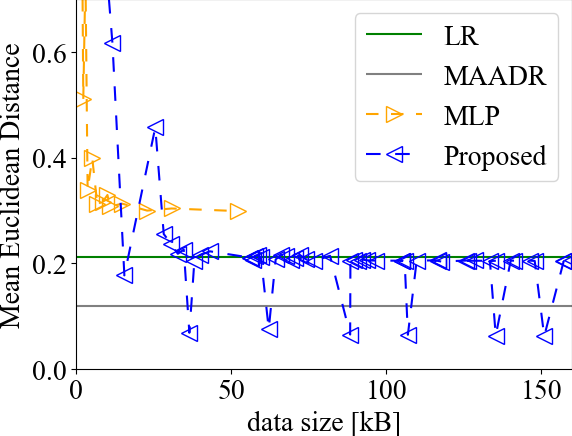 Mean Euclidean Distance
0.6
0.4
0.2
0.0
0
50
100
150
data size [kB]
LR
MAADR
MLP
Proposed